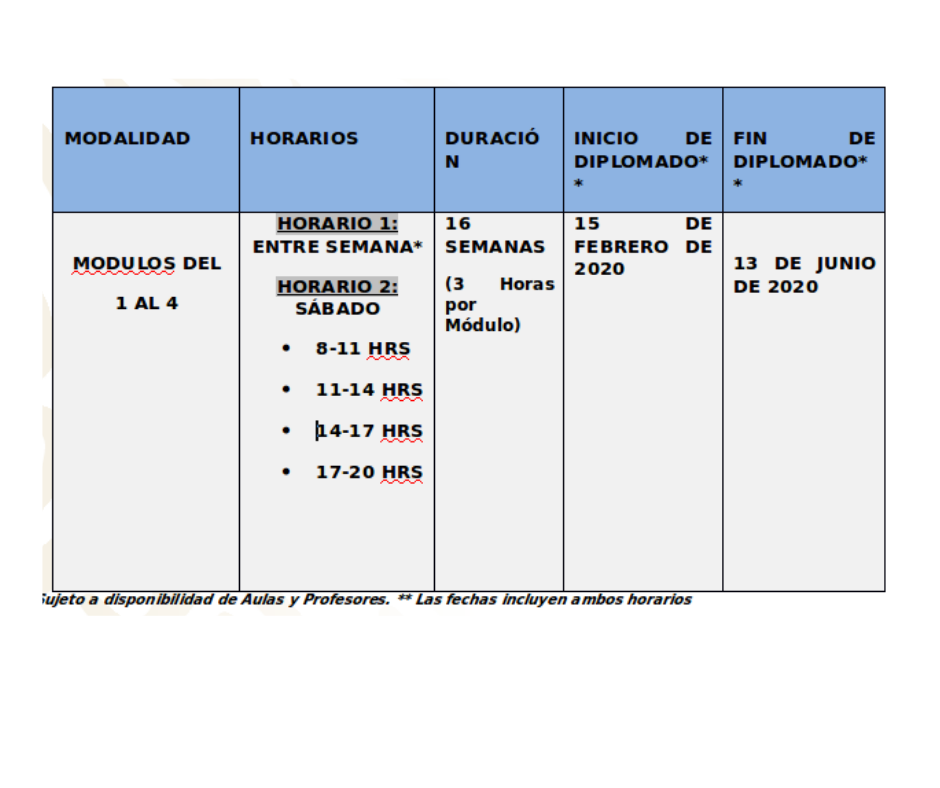 MODALIDAD
HORARIOS
DURACIÓ
N
INICIO DE
DIPLOMADO*
*
FIN DE
DIPLOMADO*
*
MODULOS DEL
1 AL 4
HORARIO 1:
ENTRE SEMANA*
HORARIO 2:
SÁBADO
• 8-11 HRS
• 11-14 HRS
• 14-17 HRS
• 17-20 HRS
16
SEMANAS
(3 Horas
por
Módulo)
15 DE
FEBRERO DE
2020
13 DE JUNIO
DE 2020
Sujeto a disponibilidad de Aulas y Profesores. ** Las fechas incluyen ambos horarios